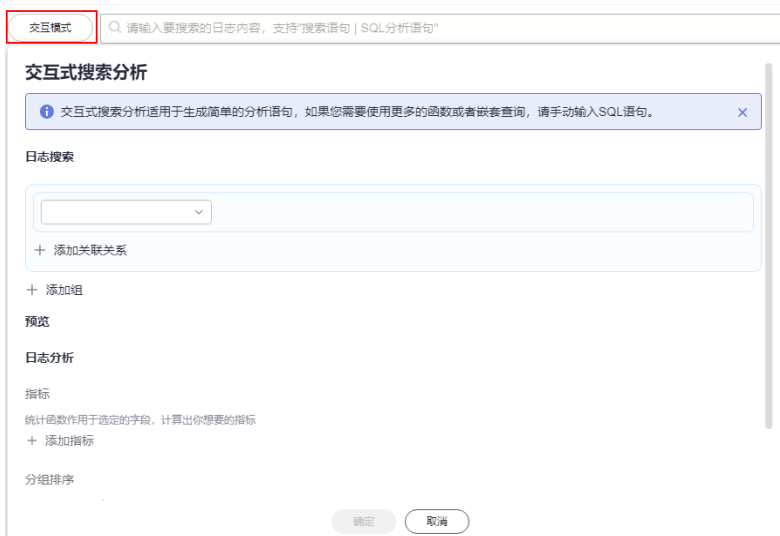 交互模式 请输入要搜索的日志内容，支持"搜索语句 | SQL分析语句"
交互式搜索分析
交互式搜索分析适用于生成简单的分析语句，如果您需要使用更多的函数或者嵌套查询，请手动输入SQL语句。
日志搜索
添加关联关系
添加组
预览
日志分析
指标
统计函数作用于选定的字段，计算出你想要的指标
添加指标
分组排序
确定 取消